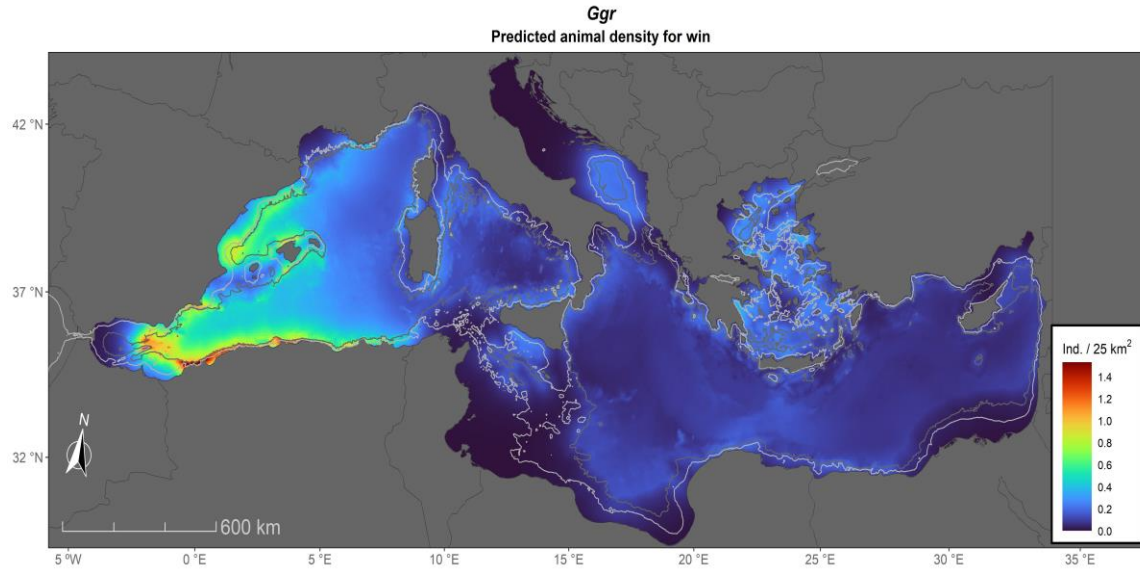 Ggr
Predicted animal density for win
42 °N
37 °N
32 °N
N
600 km
Ind. / 25 km²
1.4
1.2
1.0
0.8
0.6
0.4
0.2
0.0
5 °W
0 °E
5 °E
10 °E
15 °E
20 °E
25 °E
30 °E
35 °E